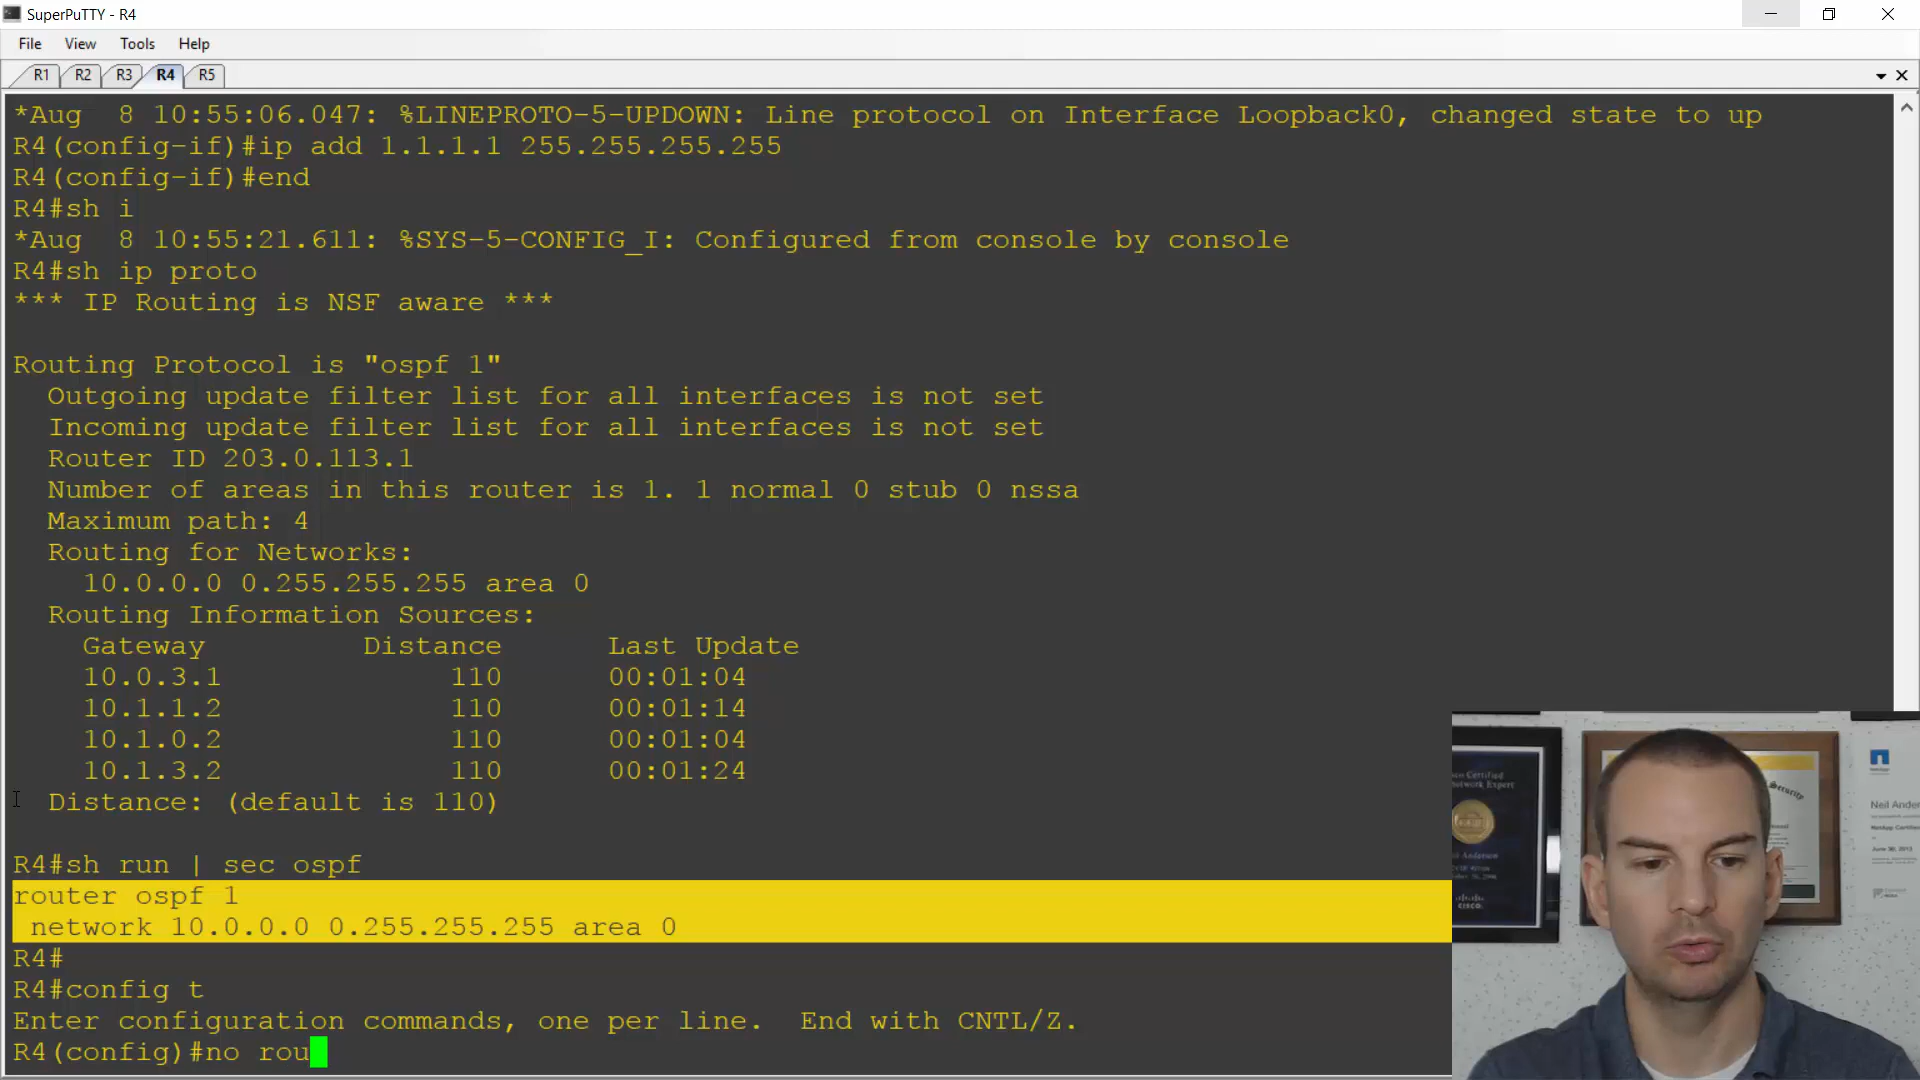 SuperPuTTY - R4
File View Tools Help
R1 R2 R3 R4 R5
*Aug  8 10:55:06.047: %LINEPROTO-5-UPDOWN: Line protocol on Interface Loopback0, changed state to up
R4(config-if)#ip add 1.1.1.1 255.255.255.255
R4(config-if)#end
R4#sh i
*Aug  8 10:55:21.611: %SYS-5-CONFIG_I: Configured from console by console
R4#sh ip proto
*** IP Routing is NSF aware ***
Routing Protocol is "ospf 1"
  Outgoing update filter list for all interfaces is not set
  Incoming update filter list for all interfaces is not set
  Router ID 203.0.113.1
  Number of areas in this router is 1. 1 normal 0 stub 0 nssa
  Maximum path: 4
  Routing for Networks:
    10.0.0.0 0.255.255.255 area 0
  Routing Information Sources:
    Gateway         Distance      Last Update
    10.0.3.1             110      00:01:04
    10.1.1.2             110      00:01:14
    10.1.0.2             110      00:01:04
    10.1.3.2             110      00:01:24
  Distance: (default is 110)
R4#sh run | sec ospf
router ospf 1
 network 10.0.0.0 0.255.255.255 area 0
R4#
R4#config t
Enter configuration commands, one per line.  End with CNTL/Z.
R4(config)#no rou
Certified
Security
Neil Ander